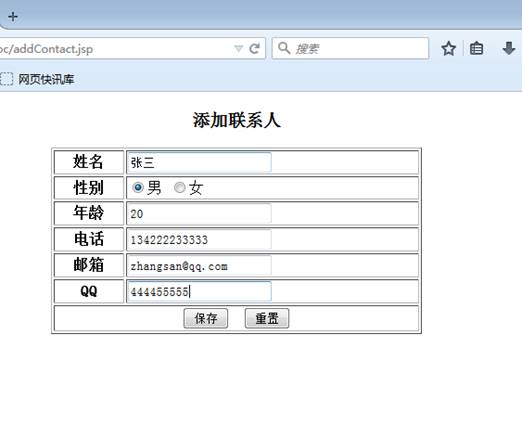 oc/addContact.jsp
搜索
网页快讯库
添加联系人
姓名 张三
性别 男 女
年龄 20
电话 134222233333
邮箱 zhangsan@qq.com
QQ 444455555
保存 重置